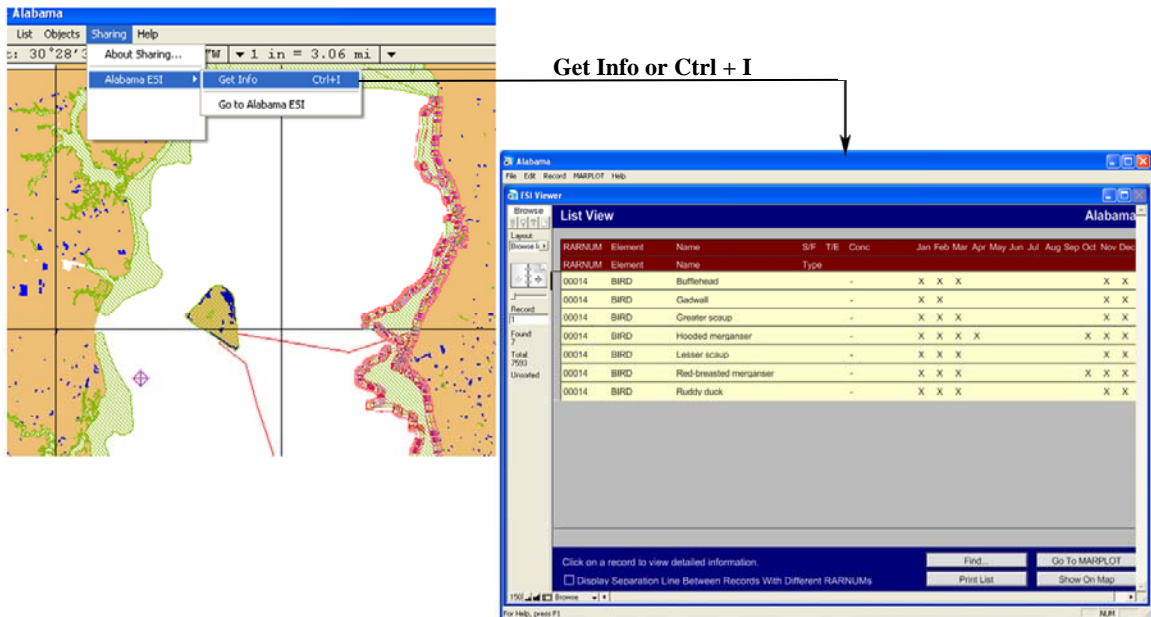 Alabama
List Objects Sharing Help
30°28'3
1 in = 3.06 mi
About Sharing...
Alabama ESI
Get Info Ctrl+I
Go to Alabama ESI
Get Info or Ctrl + I
Alabama
File Edit Record MARPLOT Help
ESI Viewer
Browse
Layout:
Record:
1
Found:
7
Total:
7593
Unsorted
List View Alabama
RARNUM Element Name S/F T/E Conc Jan Feb Mar Apr May Jun Jul Aug Sep Oct Nov Dec
RARNUM Element Name Type
00014 BIRD Bufflehead - X X X X X
00014 BIRD Gadwall - X X X X
00014 BIRD Greater scaup - X X X X X
00014 BIRD Hooded merganser - X X X X X X X
00014 BIRD Lesser scaup - X X X X X
00014 BIRD Red-breasted merganser - X X X X X X
00014 BIRD Ruddy duck - X X X X X
Click on a record to view detailed information.
Find... Go To MARPLOT
Display Separation Line Between Records With Different RARNUMs
Print List Show On Map
Browse
For Help, press F1
NUM